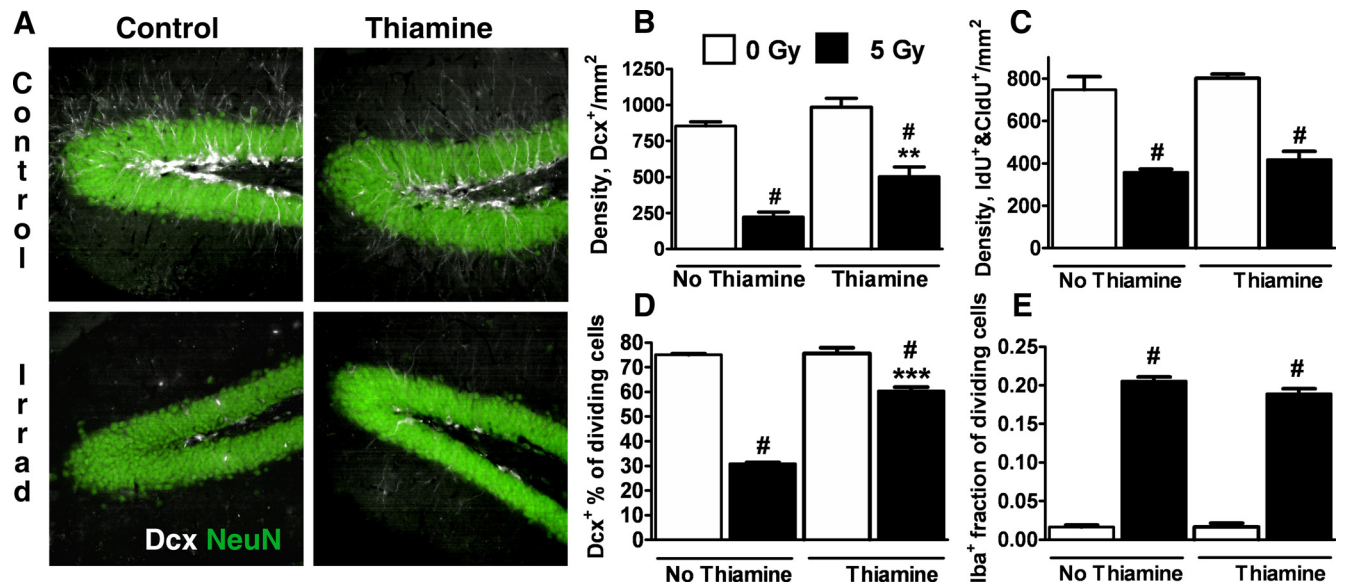 A
Control
Thiamine
Control
Irrad
Dcx NeuN
B
0 Gy
5 Gy
Density, Dcx⁺/mm²
1250
1000
750
500
250
0
#
#
**
No Thiamine
Thiamine
C
Density, IdU⁺&CldU⁺/mm²
800
600
400
200
0
#
#
No Thiamine
Thiamine
D
Dcx⁺ % of dividing cells
80
70
60
50
40
30
20
10
0
#
#
***
No Thiamine
Thiamine
E
Iba⁺ fraction of dividing cells
0.25
0.20
0.15
0.10
0.05
0.00
#
#
No Thiamine
Thiamine